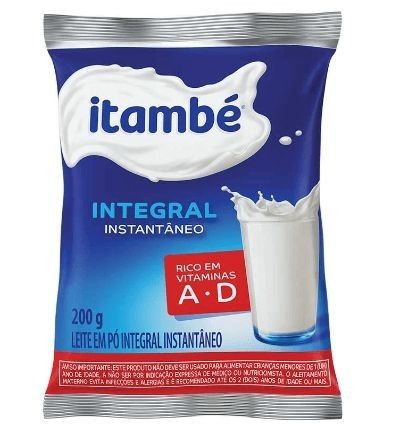 itambé
INTEGRAL
INSTANTÂNEO
RICO EM
VITAMINAS
A • D
200 g
LEITE EM PÓ INTEGRAL INSTANTÂNEO
AVISO IMPORTANTE: ESTE PRODUTO NÃO DEVE SER USADO PARA ALIMENTAR CRIANÇAS MENORES DE 1 (UM)
ANO DE IDADE, A NÃO SER POR INDICAÇÃO EXPRESSA DE MÉDICO OU NUTRICIONISTA. O ALEITAMENTO
MATERNO EVITA INFECÇÕES E ALERGIAS E É RECOMENDADO ATÉ OS 2 (DOIS) ANOS DE IDADE OU MAIS.